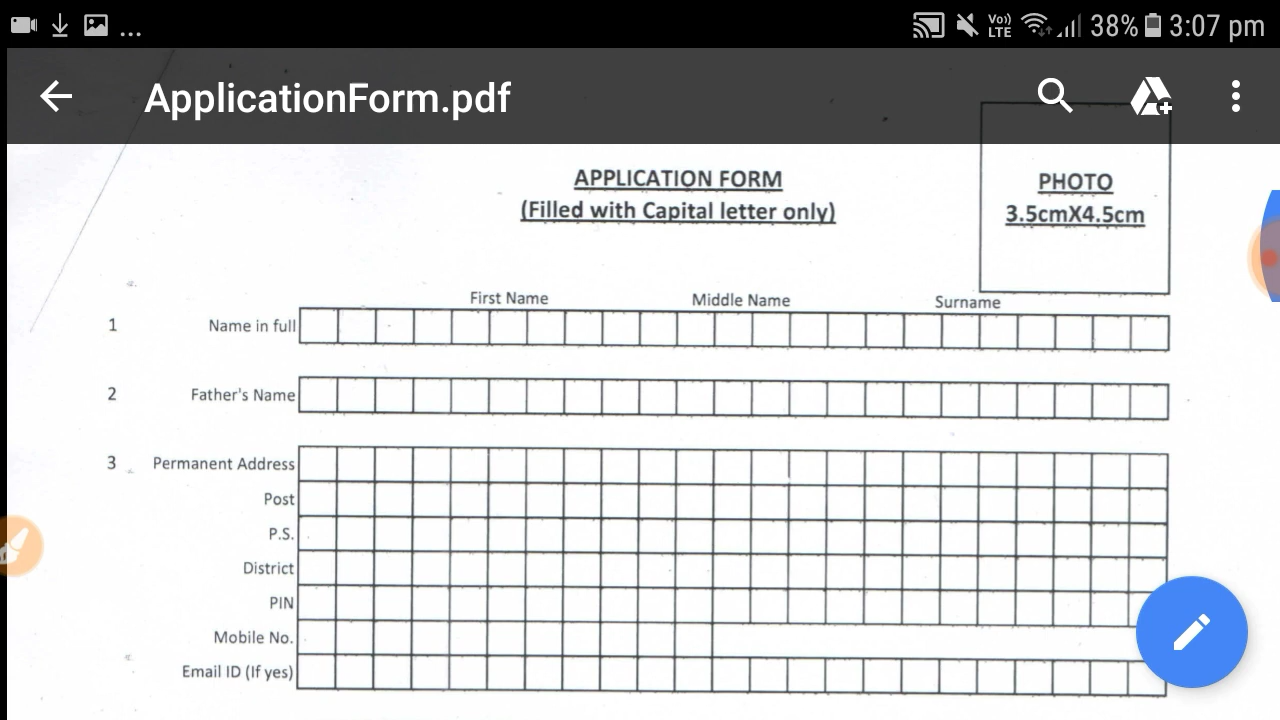 ... Vo)) LTE 38% 3:07 pm
ApplicationForm.pdf
APPLICATION FORM
(Filled with Capital letter only)
PHOTO
3.5cmX4.5cm
First Name Middle Name Surname
1 Name in full
2 Father's Name
3 Permanent Address
Post
P.S.
District
PIN
Mobile No.
Email ID (If yes)